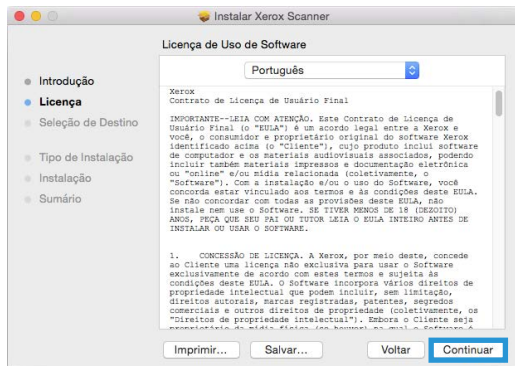 Instalar Xerox Scanner
Licença de Uso de Software
Introdução
Licença
Seleção de Destino
Tipo de Instalação
Instalação
Sumário
Português
Xerox
Contrato de Licença de Usuário Final
IMPORTANTE--LEIA COM ATENÇÃO. Este Contrato de Licença de
Usuário Final (o "EULA") é um acordo legal entre a Xerox e
você, o consumidor e proprietário original do software Xerox
identificado acima (o "Cliente"), cujo produto inclui software
de computador e os materiais audiovisuais associados, podendo
incluir também materiais impressos e documentação eletrônica
ou "online" e/ou mídia relacionada (coletivamente, o
"Software"). Com a instalação e/ou o uso do Software, você
concorda estar vinculado aos termos e às condições deste EULA.
Se não concordar com todas as provisões deste EULA, não
instale nem use o Software. SE TIVER MENOS DE 18 (DEZOITO)
ANOS, PEÇA QUE SEU PAI OU TUTOR LEIA O EULA INTEIRO ANTES DE
INSTALAR OU USAR O SOFTWARE.
1. CONCESSÃO DE LICENÇA. A Xerox, por meio deste, concede
ao Cliente uma licença não exclusiva para usar o Software
exclusivamente de acordo com estes termos e sujeita às
condições deste EULA. O Software incorpora vários direitos de
propriedade intelectual que podem incluir, sem limitação,
direitos autorais, marcas registradas, patentes, segredos
comerciais e outros direitos de propriedade (coletivamente, os
"Direitos de propriedade intelectual"). Embora o Cliente seja
proprietário da mídia física (se houver) na qual o Software é
Imprimir...
Salvar...
Voltar
Continuar